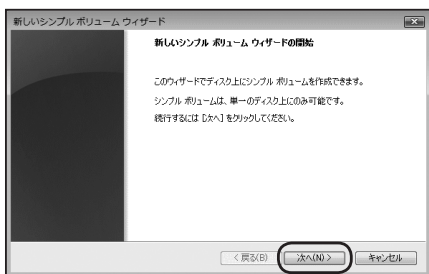 新しいシンプル ボリューム ウィザード
新しいシンプル ボリューム ウィザードの開始
このウィザードでディスク上にシンプル ボリュームを作成できます。
シンプル ボリュームは、単一のディスク上にのみ可能です。
続行するには [次へ] をクリックしてください。
< 戻る(B)
次へ(N) >
キャンセル